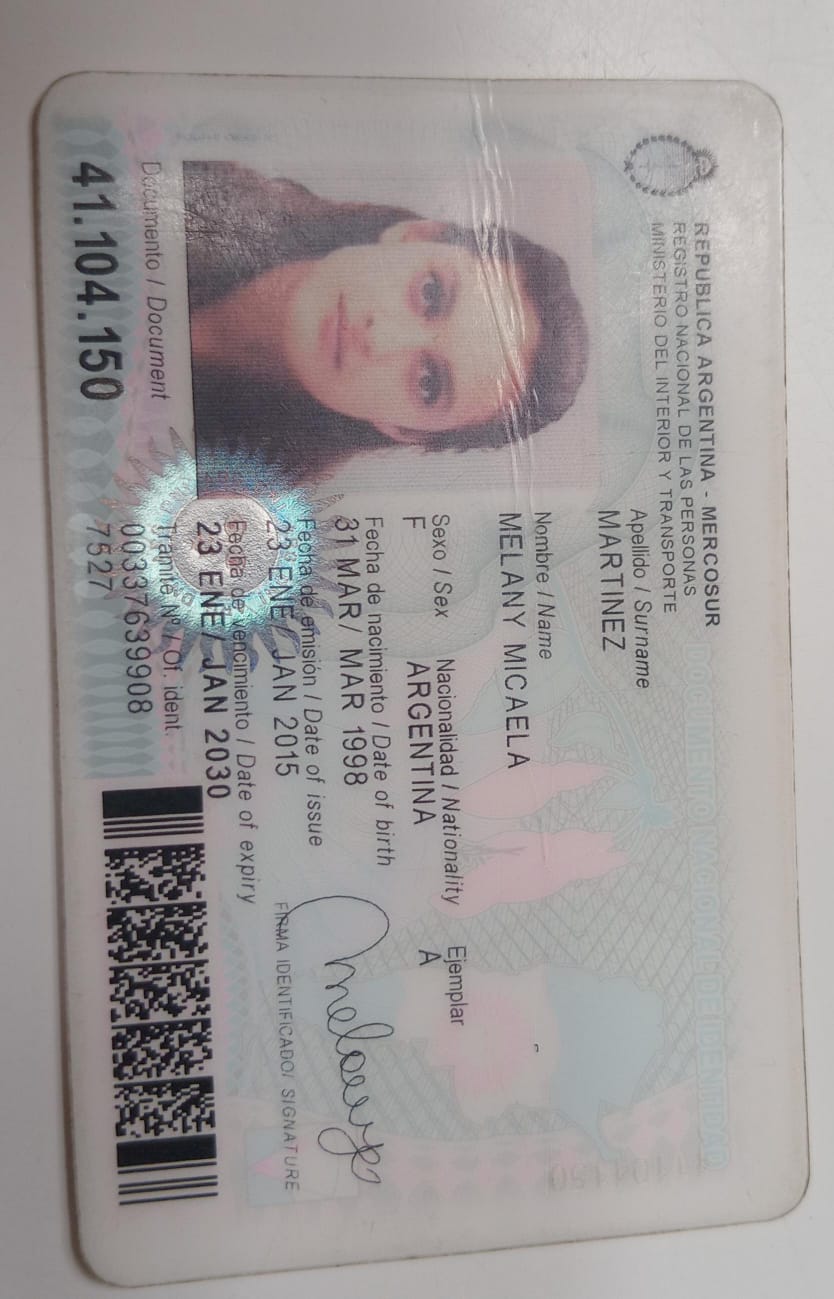 REPUBLICA ARGENTINA - MERCOSUR
REGISTRO NACIONAL DE LAS PERSONAS
MINISTERIO DEL INTERIOR Y TRANSPORTE
DOCUMENTO NACIONAL DE IDENTIDAD
Apellido / Surname
MARTINEZ
Nombre / Name
MELANY MICAELA
Sexo / Sex Nacionalidad / Nationality Ejemplar
F ARGENTINA A
Fecha de nacimiento / Date of birth
31 MAR/ MAR 1998
Fecha de emisión / Date of issue
23 ENE/ JAN 2015
Fecha de vencimiento / Date of expiry
23 ENE/ JAN 2030
FIRMA IDENTIFICADO/ SIGNATURE
Melany
Documento / Document
41.104.150
Trámite Nº / Of. ident.
00337639908
7527